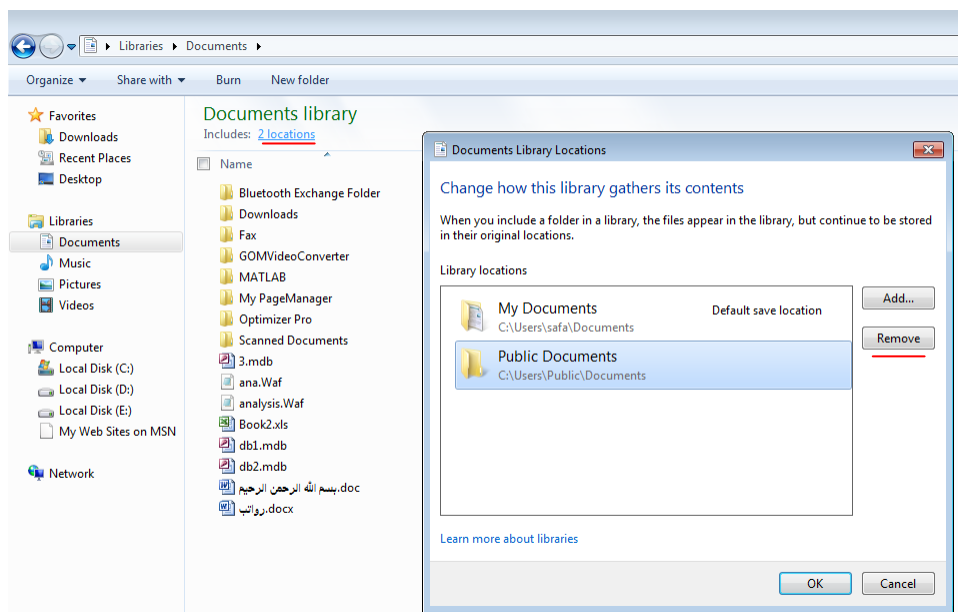 Libraries Documents
Organize Share with Burn New folder
Favorites
Downloads
Recent Places
Desktop
Libraries
Documents
Music
Pictures
Videos
Computer
Local Disk (C:)
Local Disk (D:)
Local Disk (E:)
My Web Sites on MSN
Network
Documents library
Includes: 2 locations
Name
Bluetooth Exchange Folder
Downloads
Fax
GOMVideoConverter
MATLAB
My PageManager
Optimizer Pro
Scanned Documents
3.mdb
ana.Waf
analysis.Waf
Book2.xls
db1.mdb
db2.mdb
بسم الله الرحمن الرحيم.doc
رواتب.docx
Documents Library Locations
Change how this library gathers its contents
When you include a folder in a library, the files appear in the library, but continue to be stored
in their original locations.
Library locations
My Documents Default save location
C:\Users\safa\Documents
Public Documents
C:\Users\Public\Documents
Add...
Remove
Learn more about libraries
OK Cancel